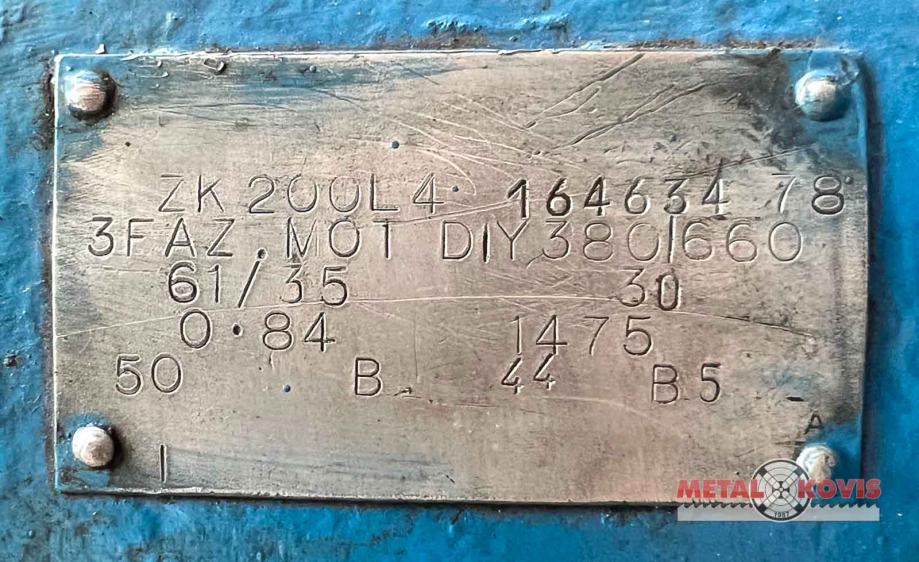 ZK 200L4 164634 78
3FAZ.MOT D/Y 380/660
61/35 30
0.84 1475
50 B 44 B5
A
METAL KOVIS
1987